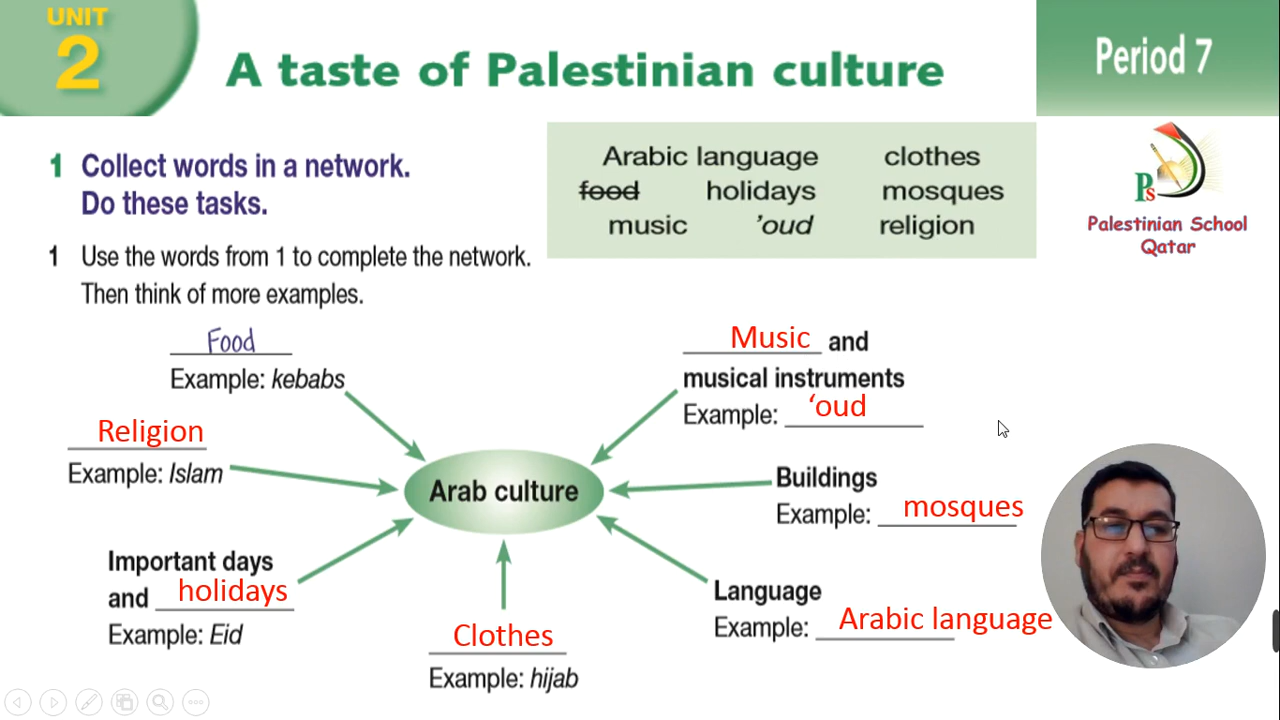 UNIT
2
A taste of Palestinian culture
Period 7
1 Collect words in a network.
Do these tasks.
Arabic language clothes
food holidays mosques
music ’oud religion
Ps
Palestinian School
Qatar
1 Use the words from 1 to complete the network.
Then think of more examples.
Food
Example: kebabs
Music and
musical instruments
Example: ‘oud
Religion
Example: Islam
Arab culture
Buildings
Example: mosques
Important days
and holidays
Example: Eid
Clothes
Example: hijab
Language
Example: Arabic language